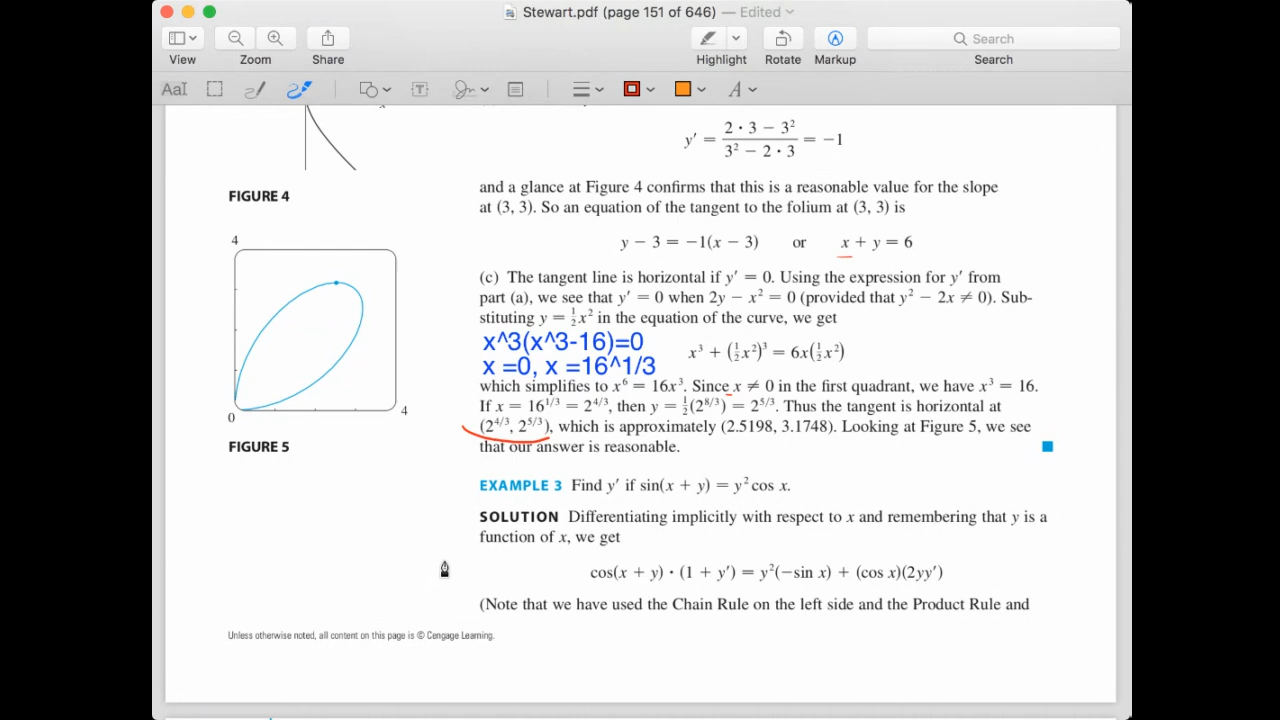 Stewart.pdf (page 151 of 646) — Edited
View
Zoom
Share
Highlight
Rotate
Markup
Search
Search
AaI
T
A
x
y′ = (2 · 3 − 3²)/(3² − 2 · 3) = −1
and a glance at Figure 4 confirms that this is a reasonable value for the slope
at (3, 3). So an equation of the tangent to the folium at (3, 3) is
y − 3 = −1(x − 3) or x + y = 6
(c) The tangent line is horizontal if y′ = 0. Using the expression for y′ from
part (a), we see that y′ = 0 when 2y − x² = 0 (provided that y² − 2x ≠ 0). Sub-
stituting y = ½x² in the equation of the curve, we get
x^3(x^3-16)=0
x³ + (½x²)³ = 6x(½x²)
x =0, x =16^1/3
which simplifies to x⁶ = 16x³. Since x ≠ 0 in the first quadrant, we have x³ = 16.
If x = 16^{1/3} = 2^{4/3}, then y = ½(2^{8/3}) = 2^{5/3}. Thus the tangent is horizontal at
(2^{4/3}, 2^{5/3}), which is approximately (2.5198, 3.1748). Looking at Figure 5, we see
that our answer is reasonable.
FIGURE 4
4
0
4
FIGURE 5
EXAMPLE 3 Find y′ if sin(x + y) = y² cos x.
SOLUTION Differentiating implicitly with respect to x and remembering that y is a
function of x, we get
cos(x + y) · (1 + y′) = y²(−sin x) + (cos x)(2yy′)
(Note that we have used the Chain Rule on the left side and the Product Rule and
Unless otherwise noted, all content on this page is © Cengage Learning.